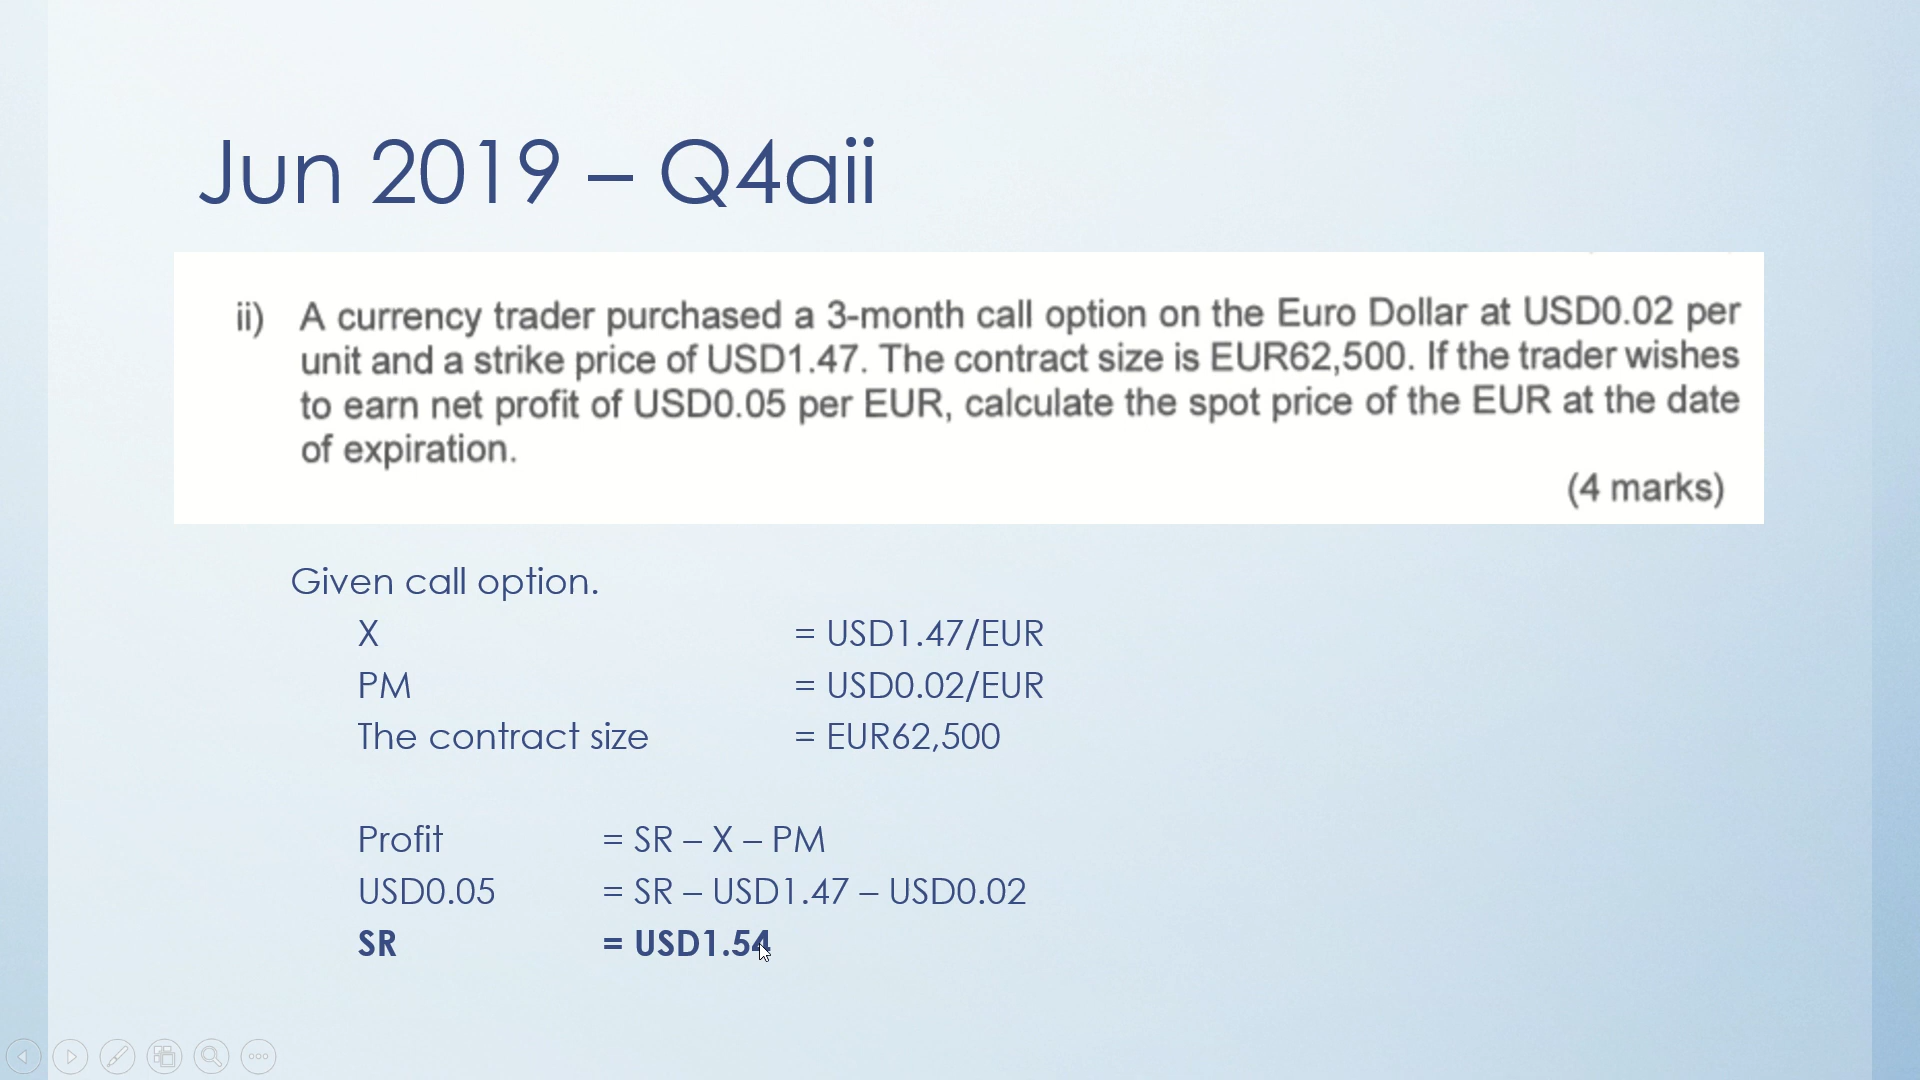 Jun 2019 – Q4aii
ii) A currency trader purchased a 3-month call option on the Euro Dollar at USD0.02 per
unit and a strike price of USD1.47. The contract size is EUR62,500. If the trader wishes
to earn net profit of USD0.05 per EUR, calculate the spot price of the EUR at the date
of expiration.
(4 marks)
Given call option.
X = USD1.47/EUR
PM = USD0.02/EUR
The contract size = EUR62,500
Profit = SR – X – PM
USD0.05 = SR – USD1.47 – USD0.02
SR = USD1.54